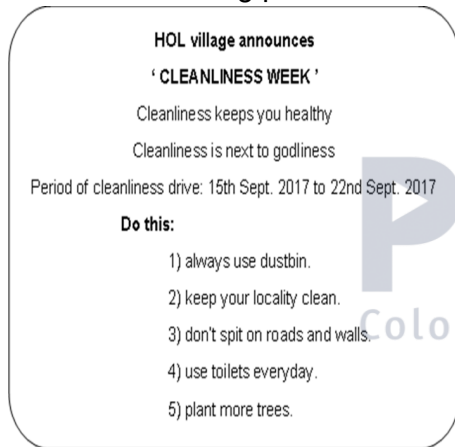 HOL village announces
' CLEANLINESS WEEK '
Cleanliness keeps you healthy
Cleanliness is next to godliness
Period of cleanliness drive: 15th Sept. 2017 to 22nd Sept. 2017
Do this:
1) always use dustbin.
2) keep your locality clean.
3) don't spit on roads and walls.
4) use toilets everyday.
5) plant more trees.